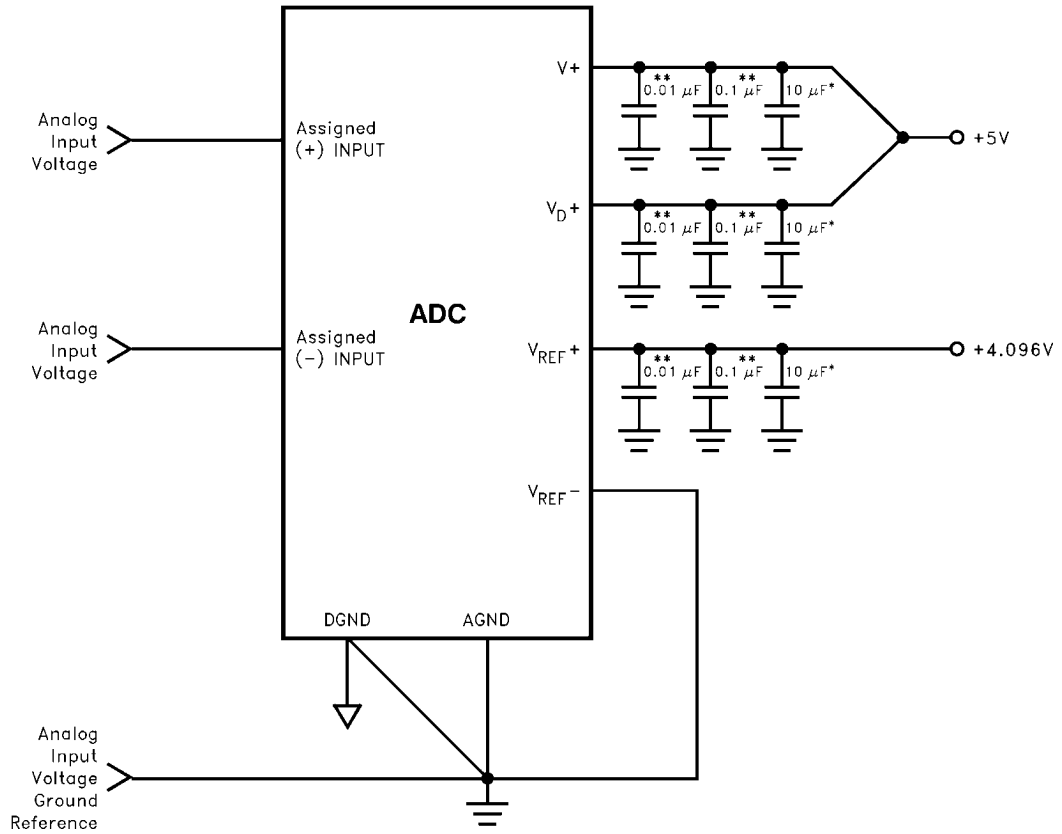 V+
**
0.01 µF
**
0.1 µF
10 µF*
+5V
Analog
Input
Voltage
Assigned
(+) INPUT
VD+
**
0.01 µF
**
0.1 µF
10 µF*
ADC
Analog
Input
Voltage
Assigned
(−) INPUT
VREF+
**
0.01 µF
**
0.1 µF
10 µF*
+4.096V
VREF−
DGND
AGND
Analog
Input
Voltage
Ground
Reference